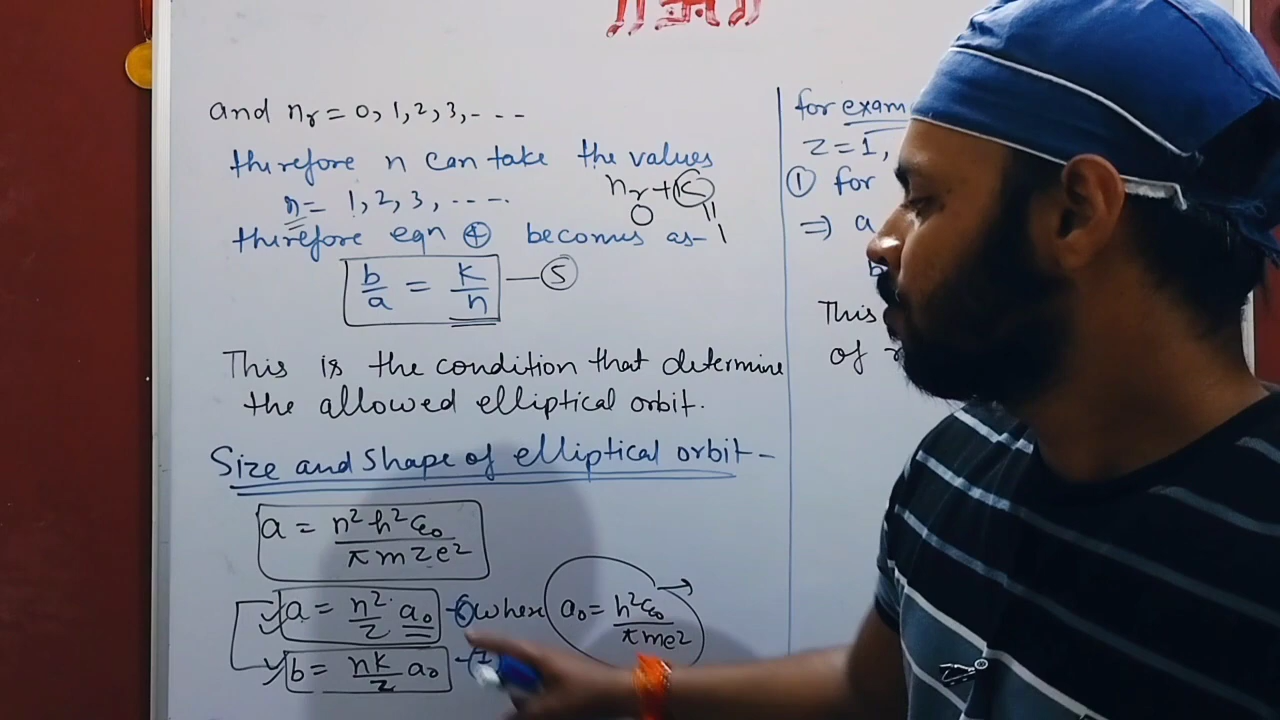 and nr = 0, 1, 2, 3, - - -
therefore n can take the values
n = 1, 2, 3, - - - -.
nr + K
0 || 1
therefore eqn ④ becomes as-
b/a = K/n — ⑤
This is the condition that determine
the allowed elliptical orbit.
Size and shape of elliptical orbit -
a = n²h²ε₀/πmze²
a = n²/z a₀ - ⑥ where a₀ = h²ε₀/πme²
b = nk/z a₀ -
for exam
z = 1,
① for
⇒ a
b
This
of